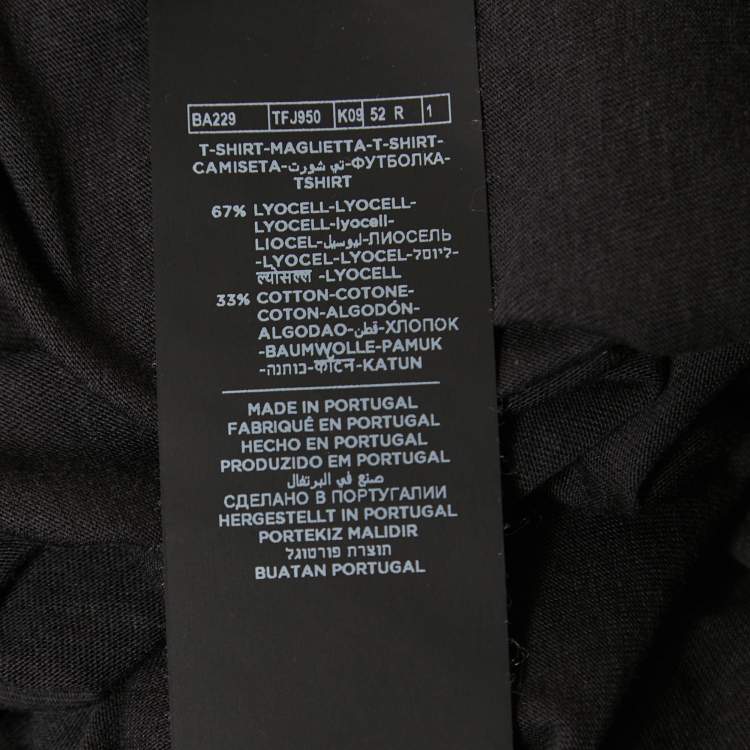 BA229 TFJ950 K09 52 R 1
T-SHIRT-MAGLIETTA-T-SHIRT-
CAMISETA-تي شورت-ФУТБОЛКА-
TSHIRT
67% LYOCELL-LYOCELL-
LYOCELL-lyocell-
LIOCEL-ليوسيل-ЛИОСЕЛЬ
-LYOCEL-LYOCEL-ליוסל-
ल्योसल्ल -LYOCELL
33% COTTON-COTONE-
COTON-ALGODÓN-
ALGODAO-قطن-ХЛОПОК
-BAUMWOLLE-PAMUK
-כותנה-कॉटन-KATUN
MADE IN PORTUGAL
FABRIQUÉ EN PORTUGAL
HECHO EN PORTUGAL
PRODUZIDO EM PORTUGAL
صنع في البرتغال
СДЕЛАНО В ПОРТУГАЛИИ
HERGESTELLT IN PORTUGAL
PORTEKIZ MALIDIR
תוצרת פורטוגל
BUATAN PORTUGAL